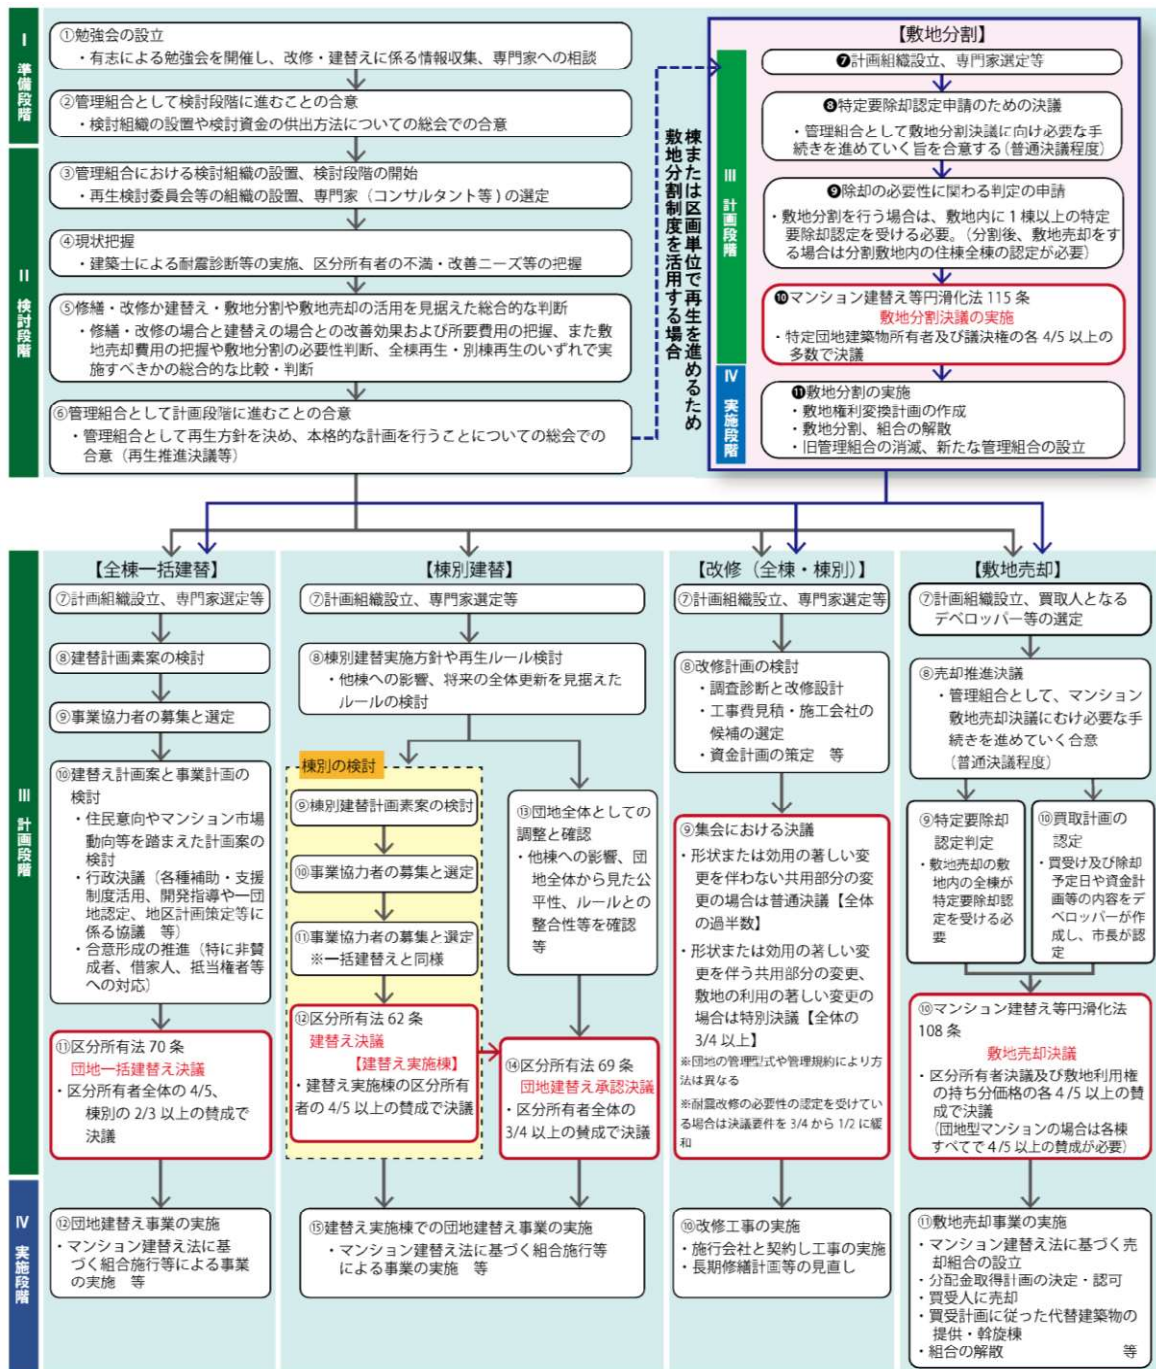 Ⅰ 準備段階
①勉強会の設立
・有志による勉強会を開催し、改修・建替えに係る情報収集、専門家への相談
②管理組合として検討段階に進むことの合意
・検討組織の設置や検討資金の供出方法についての総会での合意
Ⅱ 検討段階
③管理組合における検討組織の設置、検討段階の開始
・再生検討委員会等の組織の設置、専門家（コンサルタント等）の選定
④現状把握
・建築士による耐震診断等の実施、区分所有者の不満・改善ニーズ等の把握
⑤修繕・改修か建替え・敷地分割や敷地売却の活用を見据えた総合的な判断
・修繕・改修の場合と建替えの場合との改善効果および所要費用の把握、また敷
地売却費用の把握や敷地分割の必要性判断、全棟再生・別棟再生のいずれで実
施すべきかの総合的な比較・判断
⑥管理組合として計画段階に進むことの合意
・管理組合として再生方針を決め、本格的な計画を行うことについての総会での
合意（再生推進決議等）
棟または区画単位で再生を進めるため
敷地分割制度を活用する場合
【敷地分割】
Ⅲ 計画段階
❼計画組織設立、専門家選定等
❽特定要除却認定申請のための決議
・管理組合として敷地分割決議に向け必要な手
続きを進めていく旨を合意する（普通決議程度）
❾除却の必要性に関わる判定の申請
・敷地分割を行う場合は、敷地内に１棟以上の特定
要除却認定を受ける必要。（分割後、敷地売却をす
る場合は分割敷地内の住棟全棟の認定が必要）
❿マンション建替え等円滑化法 115 条
敷地分割決議の実施
・特定団地建築物所有者及び議決権の各 4/5 以上の
多数で決議
Ⅳ 実施段階
⓫敷地分割の実施
・敷地権利変換計画の作成
・敷地分割、組合の解散
・旧管理組合の消滅、新たな管理組合の設立
Ⅲ 計画段階
【全棟一括建替】
⑦計画組織設立、専門家選定等
⑧建替計画素案の検討
⑨事業協力者の募集と選定
⑩建替え計画案と事業計画の
検討
・住民意向やマンション市場
動向等を踏まえた計画案
の検討
・行政決議（各種補助・支援
制度活用、開発指導や一団
地認定、地区計画策定等に
係る協議　等）
・合意形成の推進（特に非賛
成者、借家人、抵当権者等
への対応）
⑪区分所有法 70 条
団地一括建替え決議
・区分所有者全体の 4/5、
棟別の 2/3 以上の賛成で
決議
【棟別建替】
⑦計画組織設立、専門家選定等
⑧棟別建替実施方針や再生ルール検討
・他棟への影響、将来の全体更新を見据えた
ルールの検討
棟別の検討
⑨棟別建替計画素案の検討
⑩事業協力者の募集と選定
⑪事業協力者の募集と選定
※一括建替えと同様
⑫区分所有法 62 条
建替え決議
【建替え実施棟】
・建替え実施棟の区分所有
者の 4/5 以上の賛成で決議
⑬団地全体としての
調整と確認
・他棟への影響、団
地全体から見た公
平性、ルールとの
整合性等を確認
等
⑭区分所有法 69 条
団地建替え承認決議
・区分所有者全体の
3/4 以上の賛成で決議
【改修（全棟・棟別）】
⑦計画組織設立、専門家選定等
⑧改修計画の検討
・調査診断と改修設計
・工事費見積・施工会社の
候補の選定
・資金計画の策定　等
⑨集会における決議
・形状または効用の著しい変
更を伴わない共用部分の変
更の場合は普通決議【全体
の過半数】
・形状または効用の著しい変
更を伴う共用部分の変更、
敷地の利用の著しい変更の
場合は特別決議【全体の
3/4 以上】
※団地の管理型式や管理規約により方
法は異なる
※耐震改修の必要性の認定を受けてい
る場合は決議要件を 3/4 から 1/2 に緩
和
【敷地売却】
⑦計画組織設立、買取人となる
デベロッパー等の選定
⑧売却推進決議
・管理組合として、マンション
敷地売却決議にむけ必要な手
続きを進めていく合意
（普通決議程度）
⑨特定要除却
認定判定
・敷地売却の敷
地内の全棟が
特定要除却認
定を受ける必
要
⑩買取計画の
認定
・買受け及び除却
予定日や資金計
画等の内容をデ
ベロッパーが作
成し、市長が認
定
⑩マンション建替え等円滑化法
108 条
敷地売却決議
・区分所有者決議及び敷地利用権
の持ち分価格の各 4/5 以上の賛
成で決議
（団地型マンションの場合は各棟
すべてで 4/5 以上の賛成が必要）
Ⅳ 実施段階
⑫団地建替え事業の実施
・マンション建替え法に基
づく組合施行等による事業
の実施　等
⑮建替え実施棟での団地建替え事業の実施
・マンション建替え法に基づく組合施行等
による事業の実施　等
⑩改修工事の実施
・施行会社と契約し工事の実施
・長期修繕計画等の見直し
⑪敷地売却事業の実施
・マンション建替え法に基づく売
却組合の設立
・分配金取得計画の決定・認可
・買受人に売却
・買受計画に従った代替建築物の
提供・斡旋棟
・組合の解散　　　等